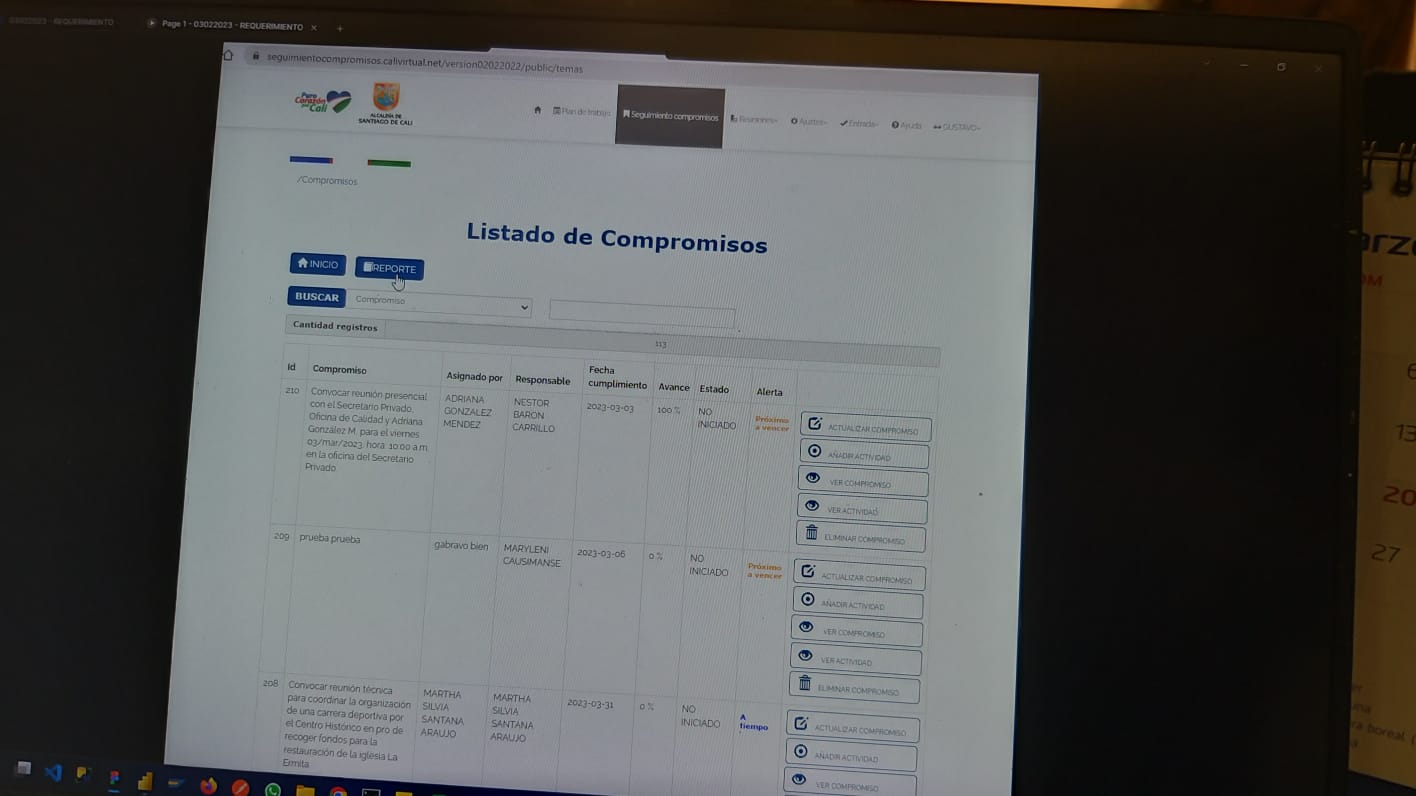 03022023 - REQUERIMIENTO
Page 1 - 03022023 - REQUERIMIENTO
seguimientocompromisos.calivirtual.net/version02022022/public/temas
Puro
Corazón
por Cali
ALCALDÍA DE
SANTIAGO DE CALI
Plan de trabajo
Seguimiento compromisos
Reuniones
Ajustes
Entrada
Ayuda
GUSTAVO
/Compromisos
Listado de Compromisos
INICIO
REPORTE
BUSCAR
Compromiso
Cantidad registros
113
Id
Compromiso
Asignado por
Responsable
Fecha
cumplimiento
Avance
Estado
Alerta
210
Convocar reunión presencial
con el Secretario Privado,
Oficina de Calidad y Adriana
González M. para el viernes
03/mar/2023, hora: 10:00 a.m.
en la oficina del Secretario
Privado
ADRIANA
GONZALEZ
MENDEZ
NESTOR
BARON
CARRILLO
2023-03-03
100 %
NO
INICIADO
Próximo
a vencer
ACTUALIZAR COMPROMISO
AÑADIR ACTIVIDAD
VER COMPROMISO
VER ACTIVIDAD
ELIMINAR COMPROMISO
209
prueba prueba
gabravo bien
MARYLENI
CAUSIMANSE
2023-03-06
0 %
NO
INICIADO
Próximo
a vencer
ACTUALIZAR COMPROMISO
AÑADIR ACTIVIDAD
VER COMPROMISO
VER ACTIVIDAD
ELIMINAR COMPROMISO
208
Convocar reunión técnica
para coordinar la organización
de una carrera deportiva por
el Centro Histórico en pro de
recoger fondos para la
restauración de la iglesia La
Ermita
MARTHA
SILVIA
SANTANA
ARAUJO
MARTHA
SILVIA
SANTANA
ARAUJO
2023-03-31
0 %
NO
INICIADO
A
tiempo
ACTUALIZAR COMPROMISO
AÑADIR ACTIVIDAD
VER COMPROMISO
arzo
OM
6
13
20
27
boreal